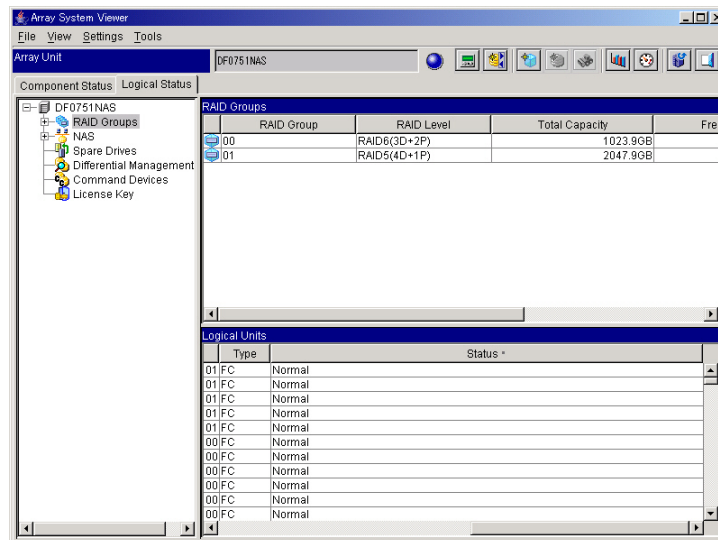 Array System Viewer
File View Settings Tools
Array Unit
DF0751NAS
Component Status Logical Status
DF0751NAS
RAID Groups
NAS
Spare Drives
Differential Management
Command Devices
License Key
RAID Groups
RAID Group RAID Level Total Capacity Fre
00 RAID6(3D+2P) 1023.9GB
01 RAID5(4D+1P) 2047.9GB
Logical Units
Type Status
01 FC Normal
01 FC Normal
01 FC Normal
01 FC Normal
01 FC Normal
00 FC Normal
00 FC Normal
00 FC Normal
00 FC Normal
00 FC Normal
00 FC Normal